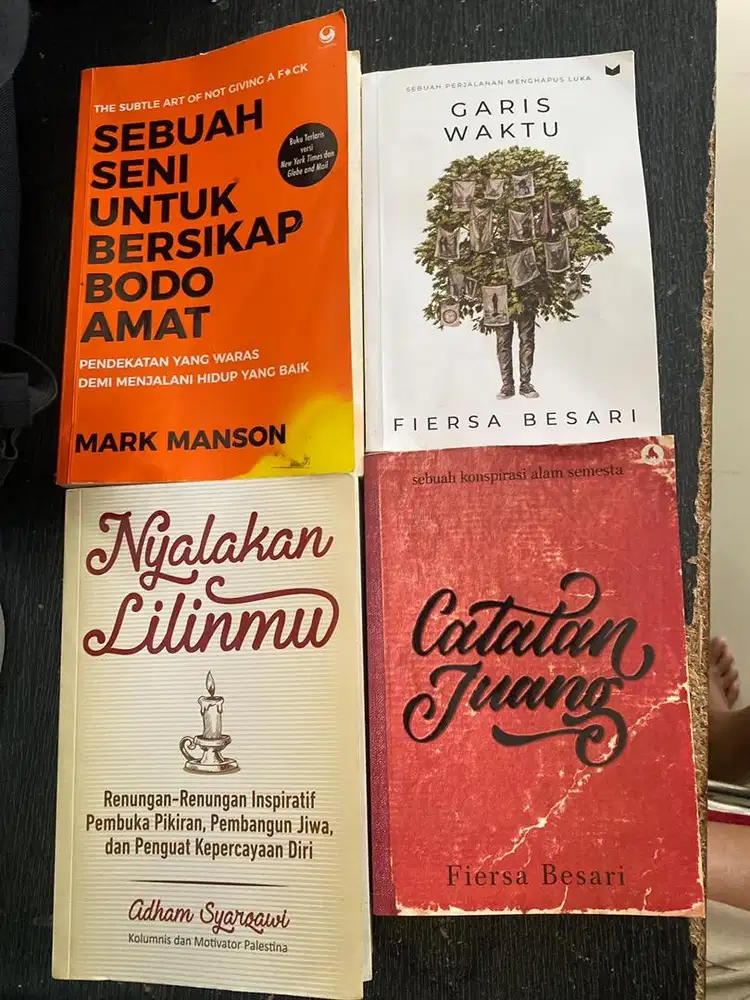 THE SUBTLE ART OF NOT GIVING A F*CK
SEBUAH
SENI
UNTUK
BERSIKAP
BODO
AMAT
Buku Terlaris
versi
New York Times dan
Globe and Mail
PENDEKATAN YANG WARAS
DEMI MENJALANI HIDUP YANG BAIK
MARK MANSON
SEBUAH PERJALANAN MENGHAPUS LUKA
GARIS
WAKTU
FIERSA BESARI
Nyalakan
Lilinmu
Renungan-Renungan Inspiratif
Pembuka Pikiran, Pembangun Jiwa,
dan Penguat Kepercayaan Diri
Adham Syarqawi
Kolumnis dan Motivator Palestina
sebuah konspirasi alam semesta
Catatan
Juang
Fiersa Besari